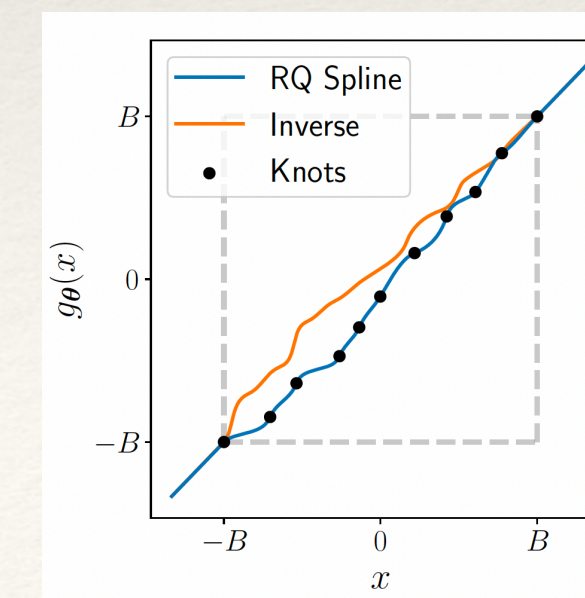 RQ Spline
Inverse
Knots
B
0
−B
gθ(x)
−B 0 B
x